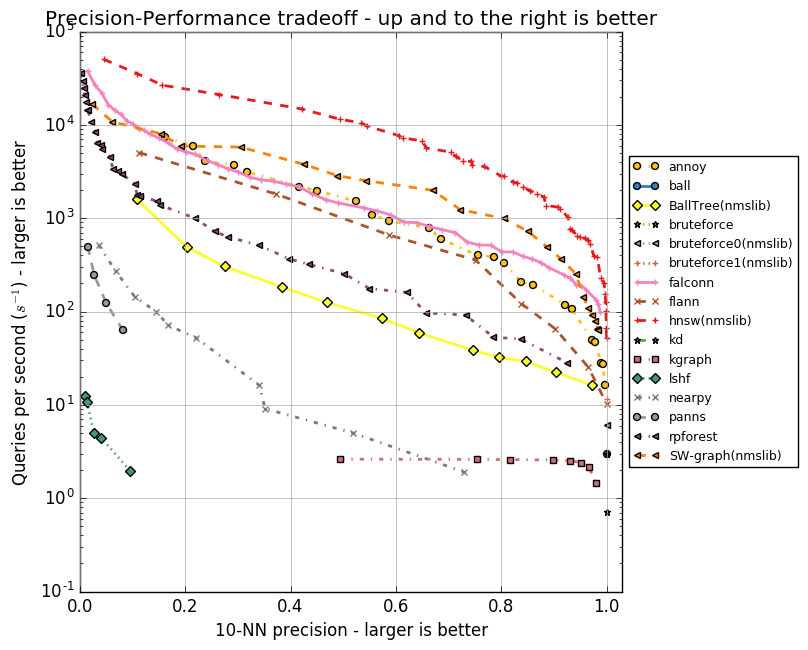 Precision-Performance tradeoff - up and to the right is better
Queries per second (s⁻¹) - larger is better
10⁵
10⁴
10³
10²
10¹
10⁰
10⁻¹
0.0 0.2 0.4 0.6 0.8 1.0
10-NN precision - larger is better
annoy
ball
BallTree(nmslib)
bruteforce
bruteforce0(nmslib)
bruteforce1(nmslib)
falconn
flann
hnsw(nmslib)
kd
kgraph
lshf
nearpy
panns
rpforest
SW-graph(nmslib)